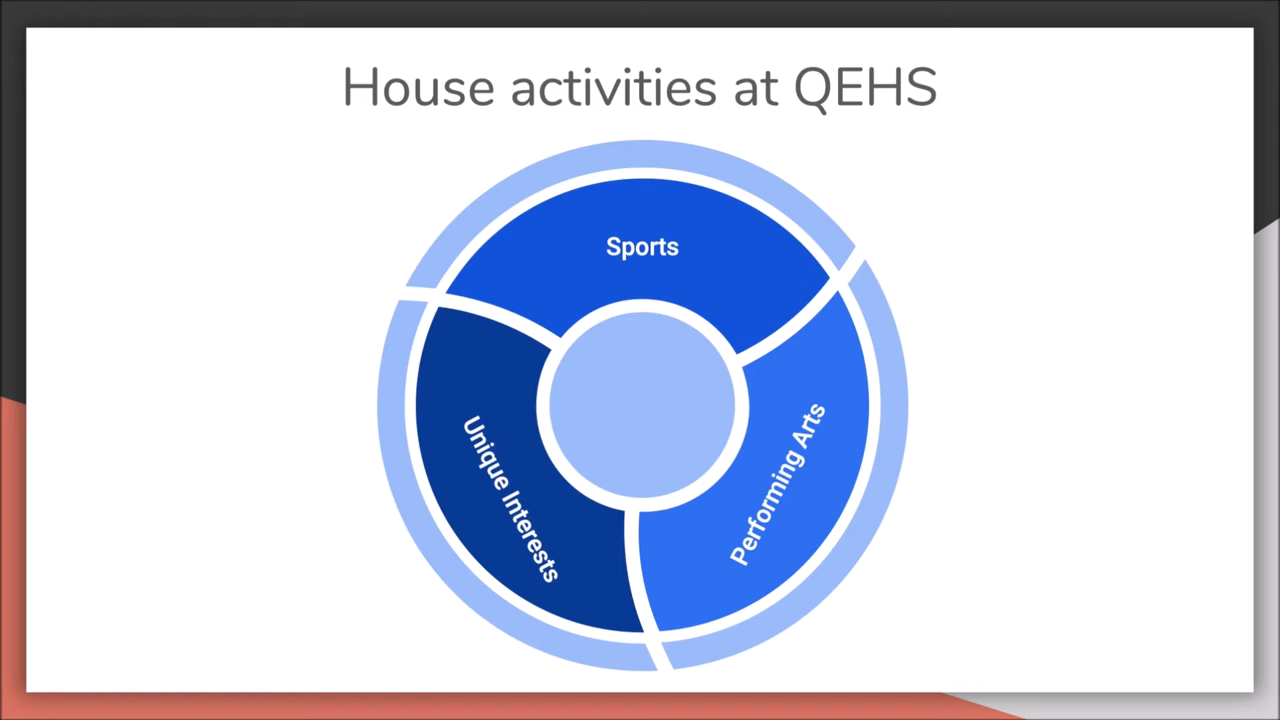 House activities at QEHS
Sports
Unique Interests
Performing Arts